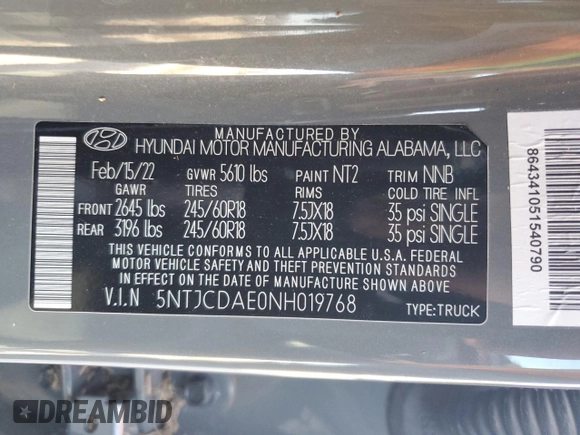 MANUFACTURED BY
HYUNDAI MOTOR MANUFACTURING ALABAMA, LLC
Feb/15/22 GVWR 5610 lbs PAINT NT2 TRIM NNB
GAWR TIRES RIMS COLD TIRE INFL
FRONT 2645 lbs 245/60R18 7.5JX18 35 psi SINGLE
REAR 3196 lbs 245/60R18 7.5JX18 35 psi SINGLE
THIS VEHICLE CONFORMS TO ALL APPLICABLE U.S.A. FEDERAL
MOTOR VEHICLE SAFETY AND THEFT PREVENTION STANDARDS
IN EFFECT ON THE DATE OF MANUFACTURE SHOWN ABOVE.
V.I.N 5NTJCDAE0NH019768 TYPE:TRUCK
864341051540790
DREAMBID